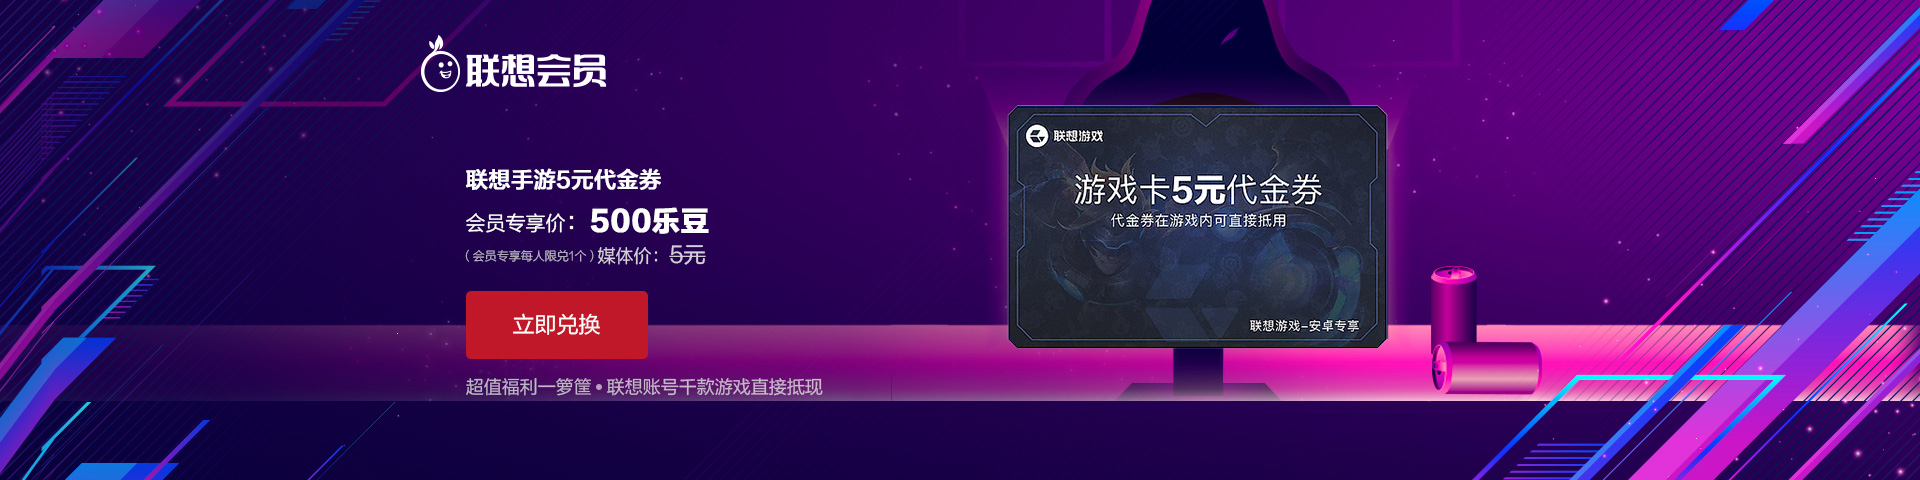 联想会员
联想手游5元代金券
会员专享价：500乐豆
（会员专享每人限兑1个）媒体价：5元
立即兑换
超值福利一箩筐•联想账号千款游戏直接抵现
联想游戏
游戏卡5元代金券
代金券在游戏内可直接抵用
联想游戏-安卓专享